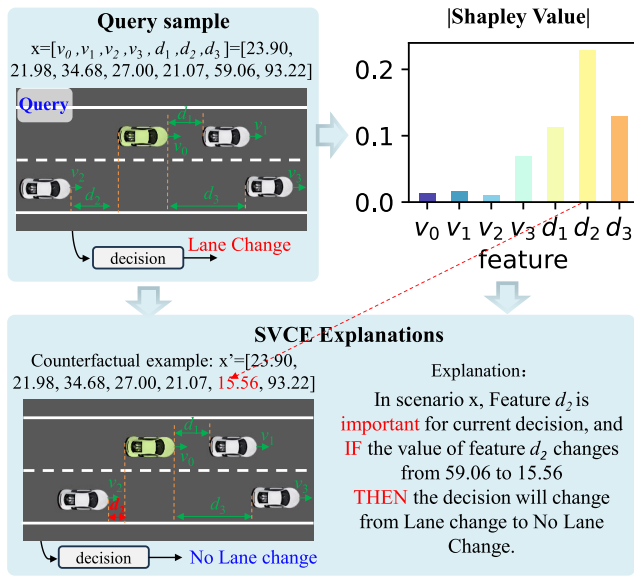 Query sample
x=[v₀ ,v₁ ,v₂ ,v₃ ,d₁ ,d₂ ,d₃ ]=[23.90,
21.98, 34.68, 27.00, 21.07, 59.06, 93.22]
Query
d₁
v₀
v₁
v₂
d₂
d₃
v₃
decision
Lane Change
|Shapley Value|
0.2
0.1
0.0
v₀ v₁ v₂ v₃ d₁ d₂ d₃
feature
SVCE Explanations
Counterfactual example: x’=[23.90,
21.98, 34.68, 27.00, 21.07, 15.56, 93.22]
d₁
v₀
v₁
v₂
d₃
v₃
decision
No Lane change
Explanation：
In scenario x, Feature d₂ is
important for current decision, and
IF the value of feature d₂ changes
from 59.06 to 15.56
THEN the decision will change
from Lane change to No Lane
Change.